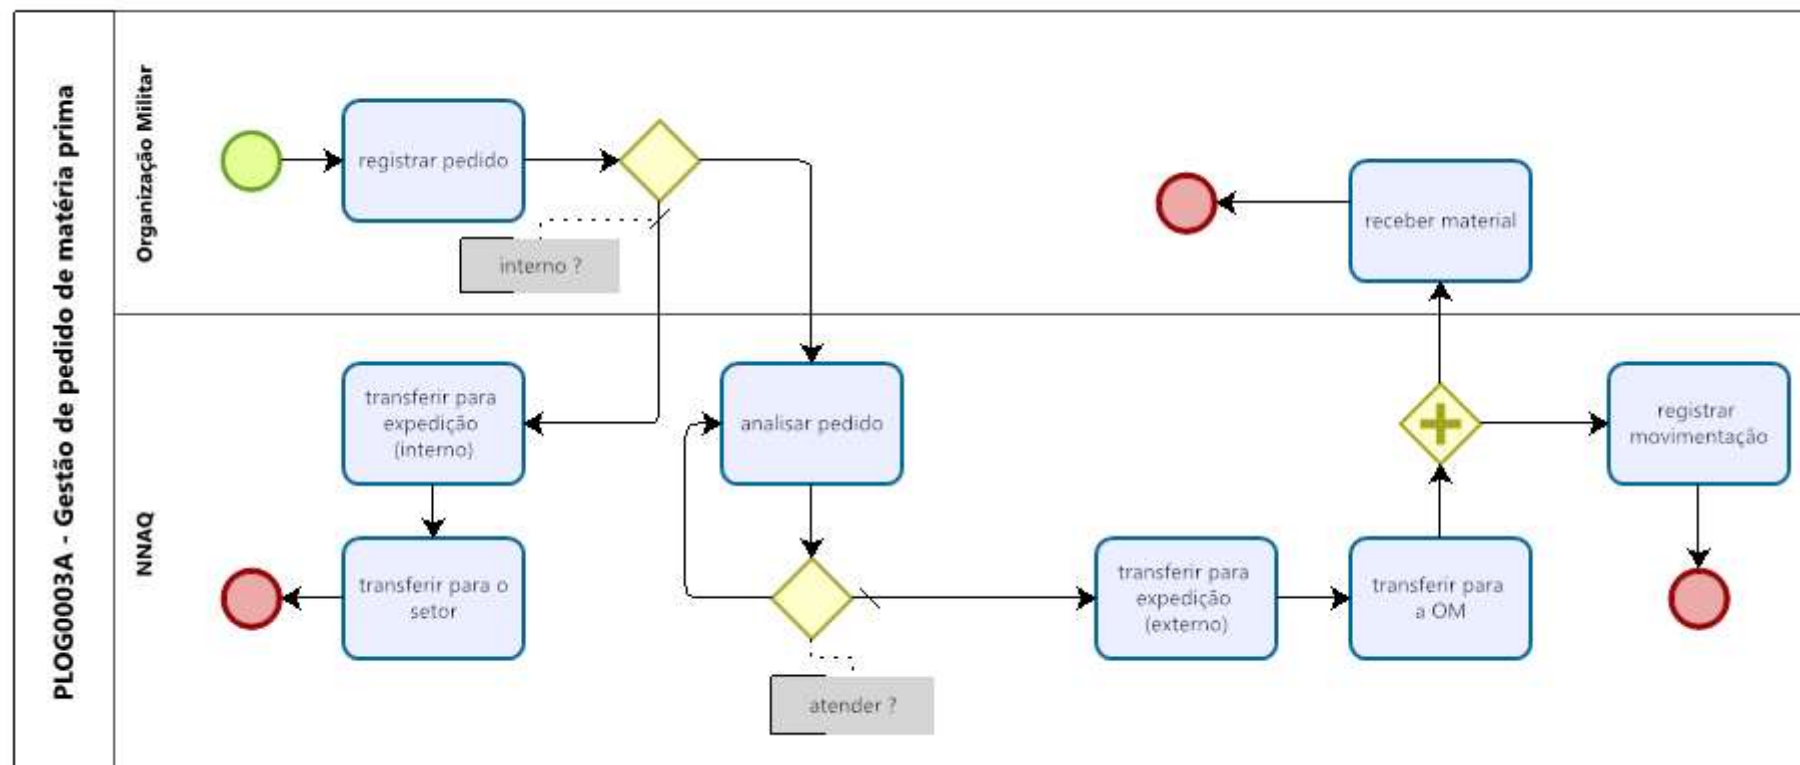 PLOG0003A - Gestão de pedido de matéria prima
Organização Militar
registrar pedido
interno ?
receber material
NNAQ
transferir para
expedição
(interno)
analisar pedido
registrar
movimentação
transferir para o
setor
transferir para
expedição
(externo)
transferir para
a OM
atender ?